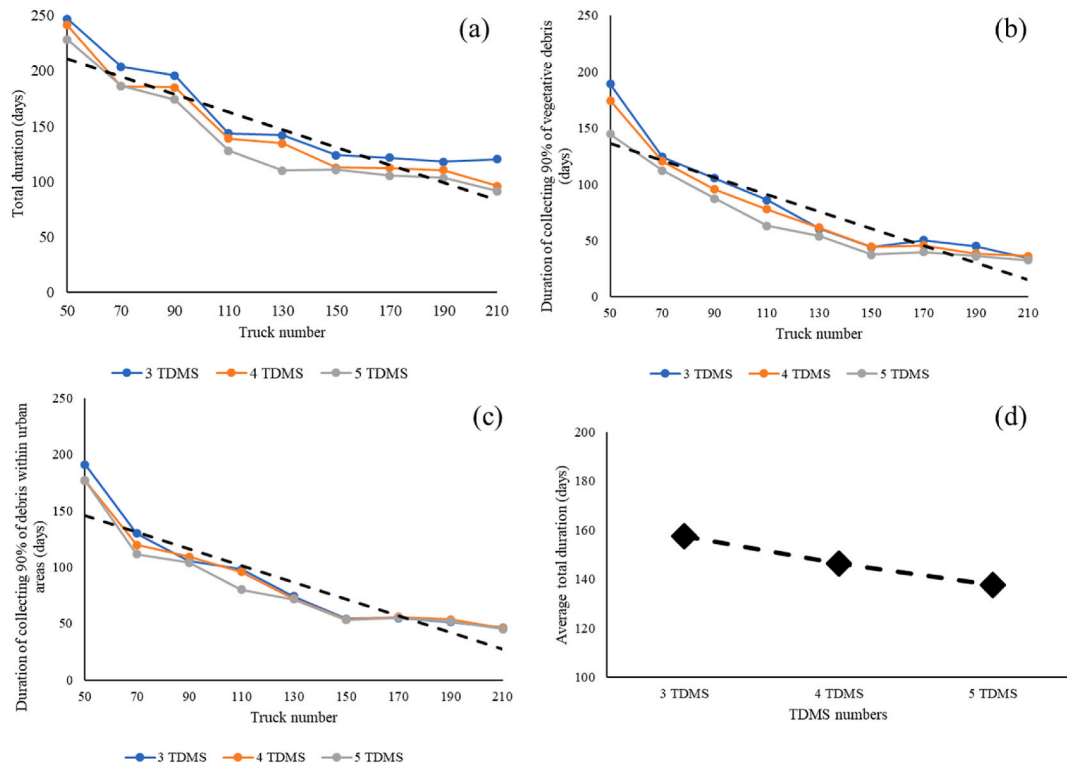 (a)
250
200
150
100
50
0
Total duration (days)
50 70 90 110 130 150 170 190 210
Truck number
3 TDMS 4 TDMS 5 TDMS
(b)
250
200
150
100
50
0
Duration of collecting 90% of vegetative debris
(days)
50 70 90 110 130 150 170 190 210
Truck number
3 TDMS 4 TDMS 5 TDMS
(c)
250
200
150
100
50
0
Duration of collecting 90% of debris within urban
areas (days)
50 70 90 110 130 150 170 190 210
Truck number
3 TDMS 4 TDMS 5 TDMS
(d)
200
180
160
140
120
100
Average total duration (days)
3 TDMS 4 TDMS 5 TDMS
TDMS numbers